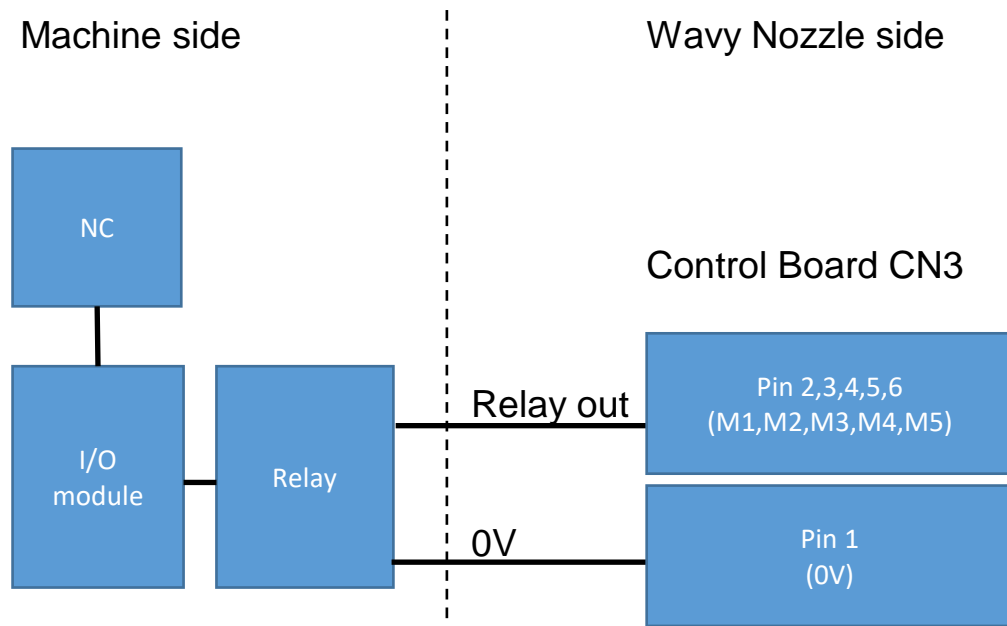 Machine side
Wavy Nozzle side
NC
Control Board CN3
I/O
module
Relay
Relay out
Pin 2,3,4,5,6
(M1,M2,M3,M4,M5)
0V
Pin 1
(0V)